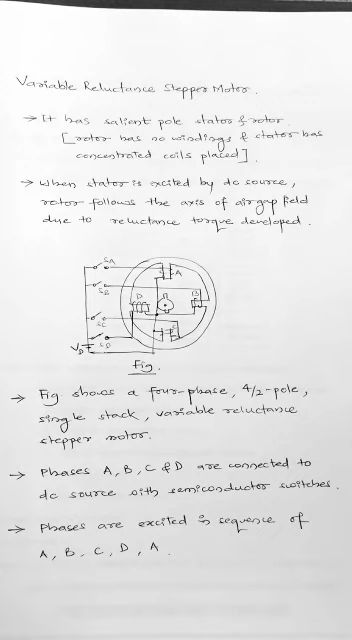 Variable Reluctance Stepper Motor.
→ It has salient pole stator & rotor.
[rotor has no windings & stator has
concentrated coils placed].
→ When stator is excited by dc source,
rotor follows the axis of airgap field
due to reluctance torque developed.
SA
A
SB
D
B
SC
C
SD
VD
Fig.
→ Fig shows a four-phase, 4/2-pole,
single stack, variable reluctance
stepper motor.
→ Phases A, B, C & D are connected to
dc source with semiconductor switches.
→ Phases are excited in sequence of
A, B, C, D, A.